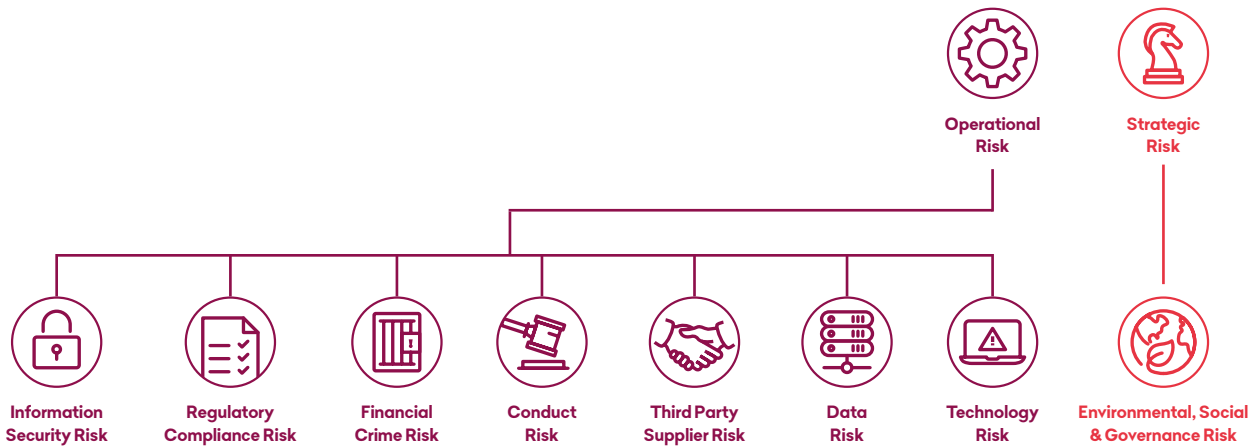 Operational
Risk
Strategic
Risk
Information
Security Risk
Regulatory
Compliance Risk
Financial
Crime Risk
Conduct
Risk
Third Party
Supplier Risk
Data
Risk
Technology
Risk
Environmental, Social
& Governance Risk